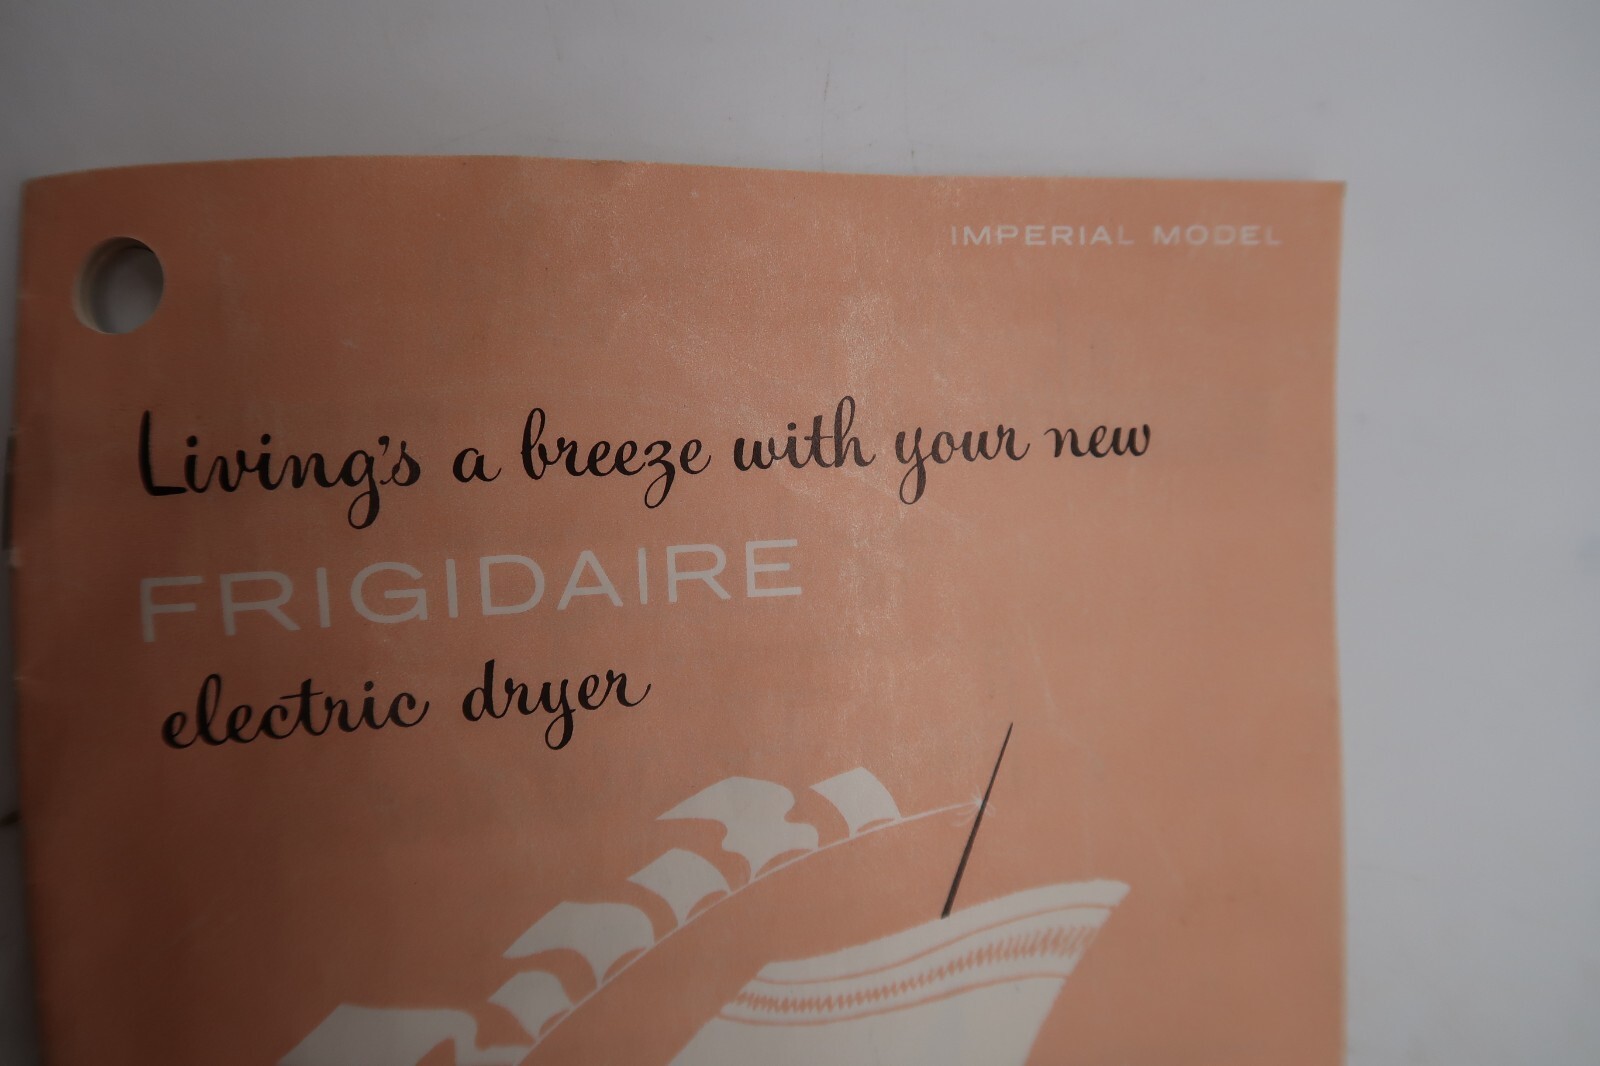 IMPERIAL MODEL
Living's a breeze with your new
FRIGIDAIRE
electric dryer